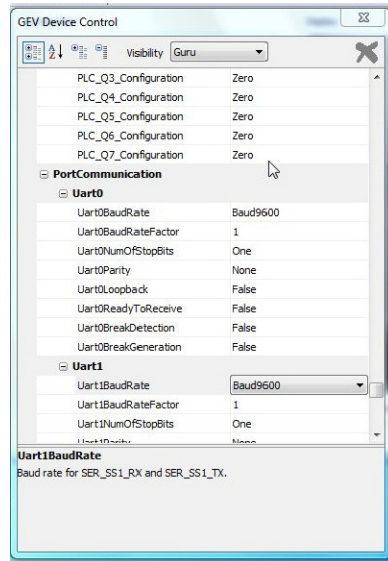 GEV Device Control
Visibility Guru
PLC_Q3_Configuration Zero
PLC_Q4_Configuration Zero
PLC_Q5_Configuration Zero
PLC_Q6_Configuration Zero
PLC_Q7_Configuration Zero
PortCommunication
Uart0
Uart0BaudRate Baud9600
Uart0BaudRateFactor 1
Uart0NumOfStopBits One
Uart0Parity None
Uart0Loopback False
Uart0ReadyToReceive False
Uart0BreakDetection False
Uart0BreakGeneration False
Uart1
Uart1BaudRate Baud9600
Uart1BaudRateFactor 1
Uart1NumOfStopBits One
Uart1Parity None
Uart1BaudRate
Baud rate for SER_SS1_RX and SER_SS1_TX.